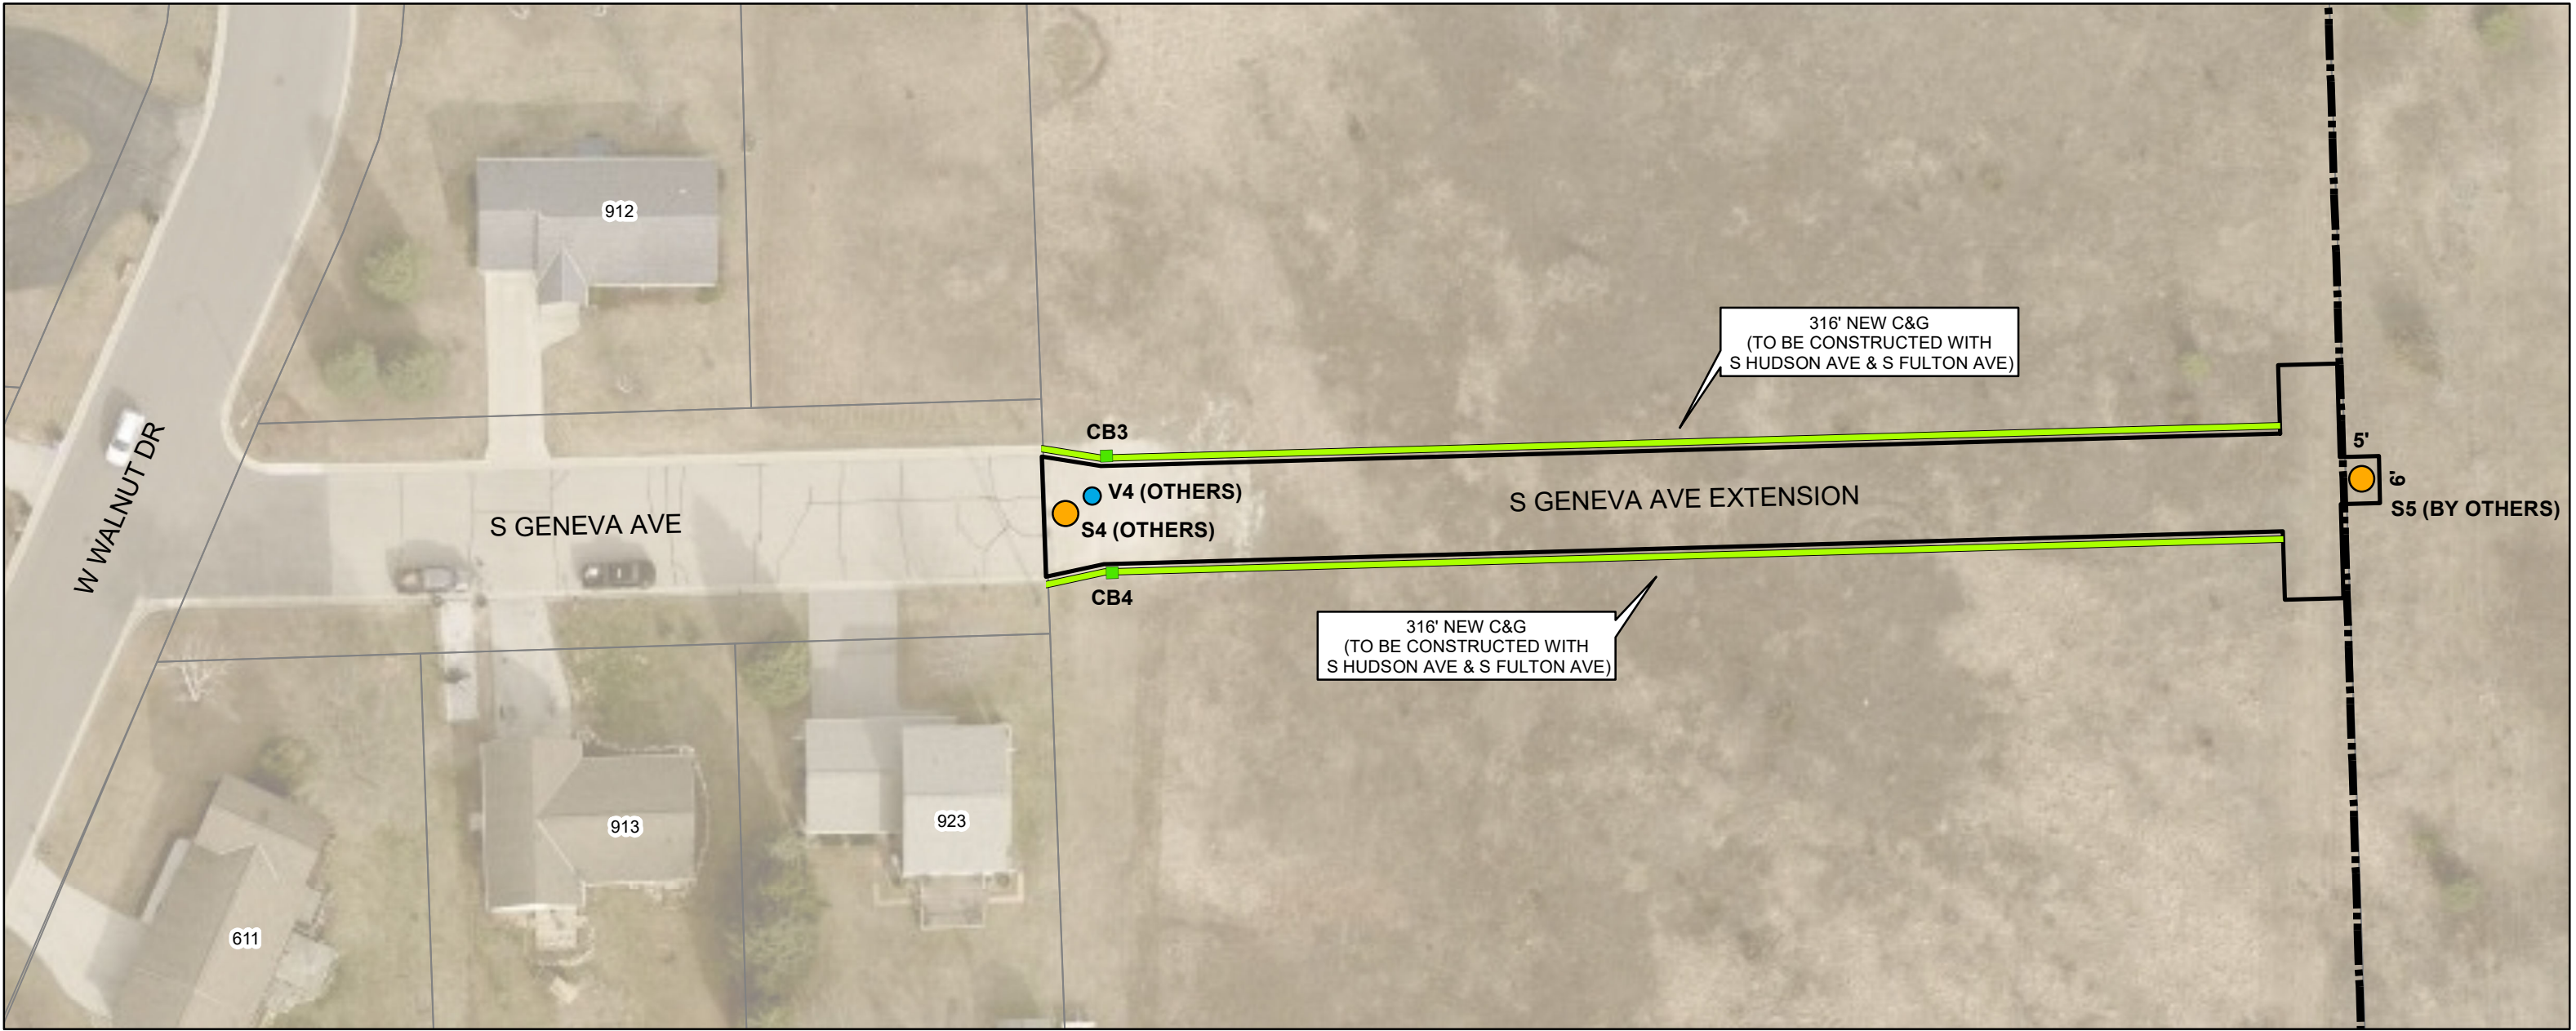 912
316' NEW C&G
(TO BE CONSTRUCTED WITH
S HUDSON AVE & S FULTON AVE)
CB3
5'
6'
V4 (OTHERS)
S GENEVA AVE EXTENSION
S5 (BY OTHERS)
S GENEVA AVE
S4 (OTHERS)
W WALNUT DR
CB4
316' NEW C&G
(TO BE CONSTRUCTED WITH
S HUDSON AVE & S FULTON AVE)
913
923
611